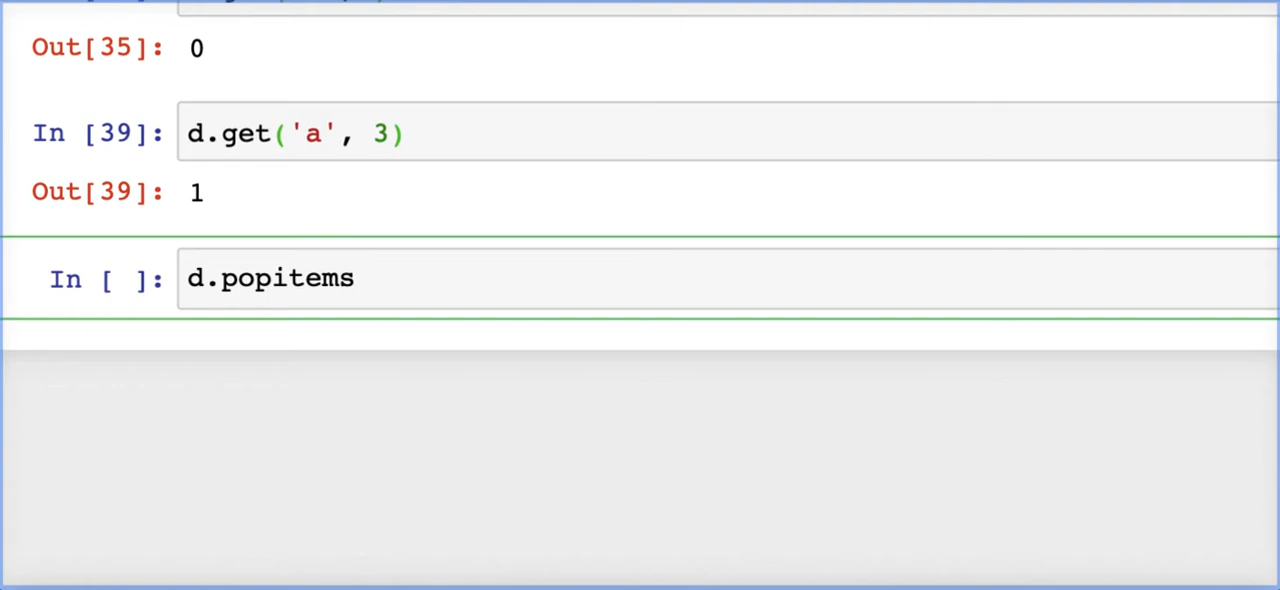 Out[35]: 0
In [39]: d.get('a', 3)
Out[39]: 1
In [ ]: d.popitems